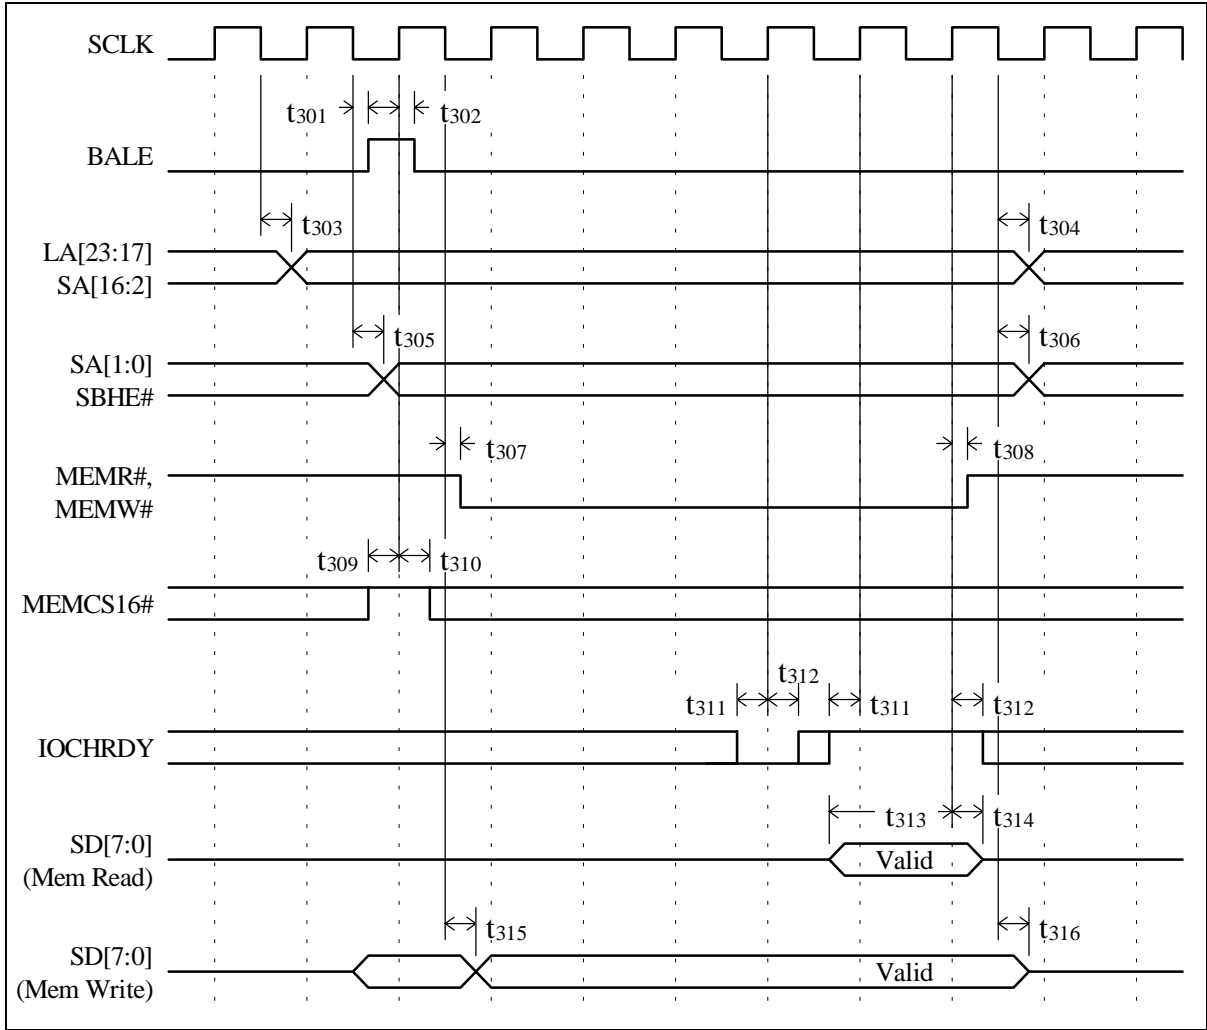 SCLK
t301 t302
BALE
t303 t304
LA[23:17]
SA[16:2]
t305 t306
SA[1:0]
SBHE#
t307 t308
MEMR#,
MEMW#
t309 t310
MEMCS16#
t312
t311 t311 t312
IOCHRDY
t313 t314
SD[7:0]
Valid
(Mem Read)
t315 t316
SD[7:0]
Valid
(Mem Write)